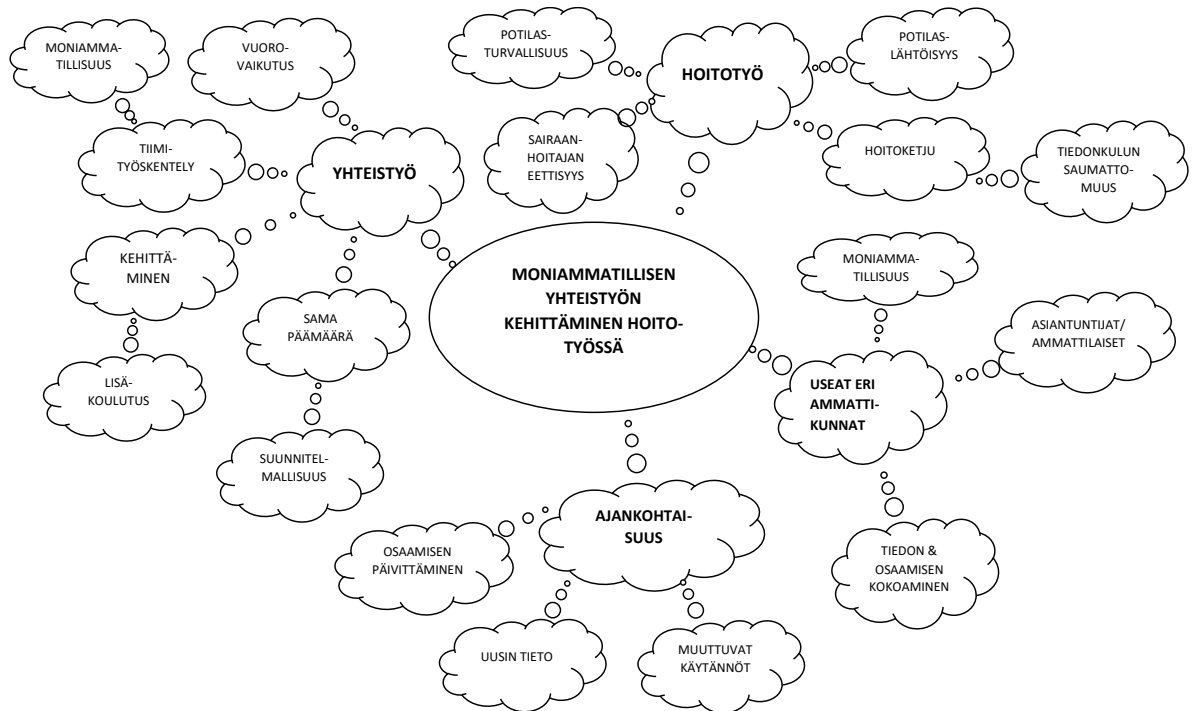 MONIAMMA-
TILLISUUS
VUORO-
VAIKUTUS
TIIMI-
TYÖSKENTELY
YHTEISTYÖ
KEHITTÄ-
MINEN
LISÄ-
KOULUTUS
SAMA
PÄÄMÄÄRÄ
SUUNNITEL-
MALLISUUS
POTILAS-
TURVALLISUUS
HOITOTYÖ
POTILAS-
LÄHTÖISYYS
SAIRAAN-
HOITAJAN
EETTISYYS
HOITOKETJU
TIEDONKULUN
SAUMATTO-
MUUS
MONIAMMATILLISEN
YHTEISTYÖN
KEHITTÄMINEN HOITO-
TYÖSSÄ
MONIAMMA-
TILLISUUS
ASIANTUNTIJAT/
AMMATTILAISET
USEAT ERI
AMMATTI-
KUNNAT
TIEDON &
OSAAMISEN
KOKOAMINEN
AJANKOHTAI-
SUUS
OSAAMISEN
PÄIVITTÄMINEN
UUSIN TIETO
MUUTTUVAT
KÄYTÄNNÖT